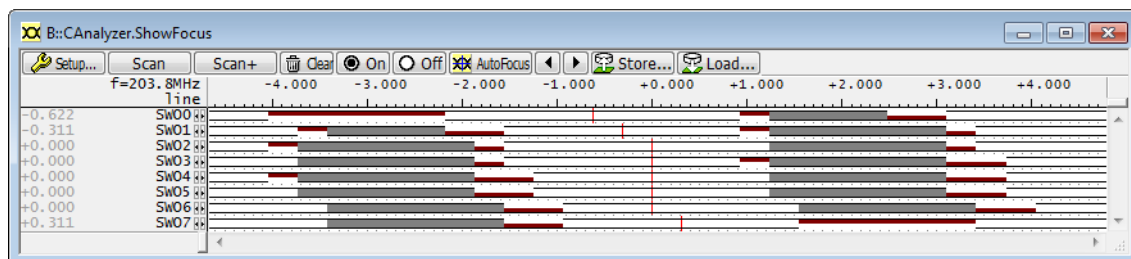 B::CAnalyzer.ShowFocus
Setup... Scan Scan+ Clear On Off AutoFocus Store... Load...
f=203.8MHz -4.000 -3.000 -2.000 -1.000 +0.000 +1.000 +2.000 +3.000 +4.000
line
-0.622 SW00
-0.311 SW01
+0.000 SW02
+0.000 SW03
+0.000 SW04
+0.000 SW05
+0.000 SW06
+0.311 SW07